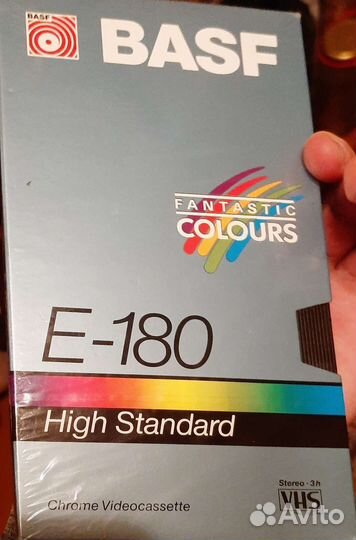 BASF
BASF
FANTASTIC
COLOURS
E-180
High Standard
Stereo · 3h
VHS
Chrome Videocassette
Avito